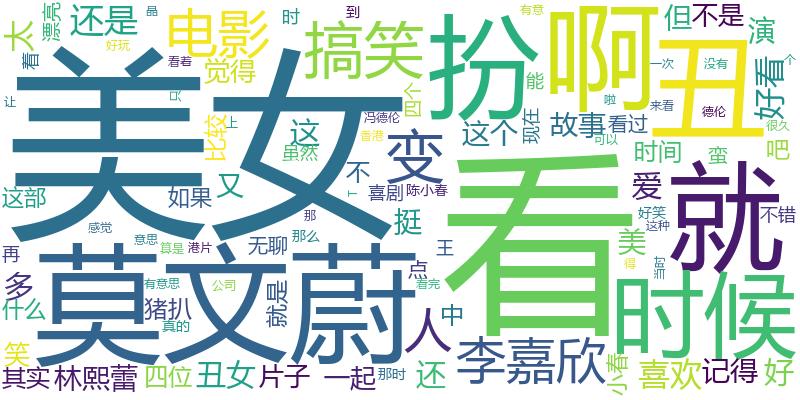 太
着
漂亮
还是
品
好玩
电影
时
搞笑
到
扮
有意
啊
但
不是
演
看着
觉得
四个
能
丑
一次
没有
个
让
美女
只
比较
上
这
虽然
冯德伦
香港
变
这个
现在
啦
故事
看过
来看
德伦
很久
好看
可以
时间
蛮
吧
这部
如果
又
不
T
喜剧
陈小春
看
爱
就
感觉
那
挺
美
好笑
这种
不错
再
意思
算是
港片
无聊
那么
王
点
得
多
什么
莫文蔚
有意思
猪扒
真的
公司
就是
看完
人
中
时候
笑
李嘉欣
其实
林熙蕾
四位
丑女
片子
一起
那时
还
小春
喜欢
记得
好